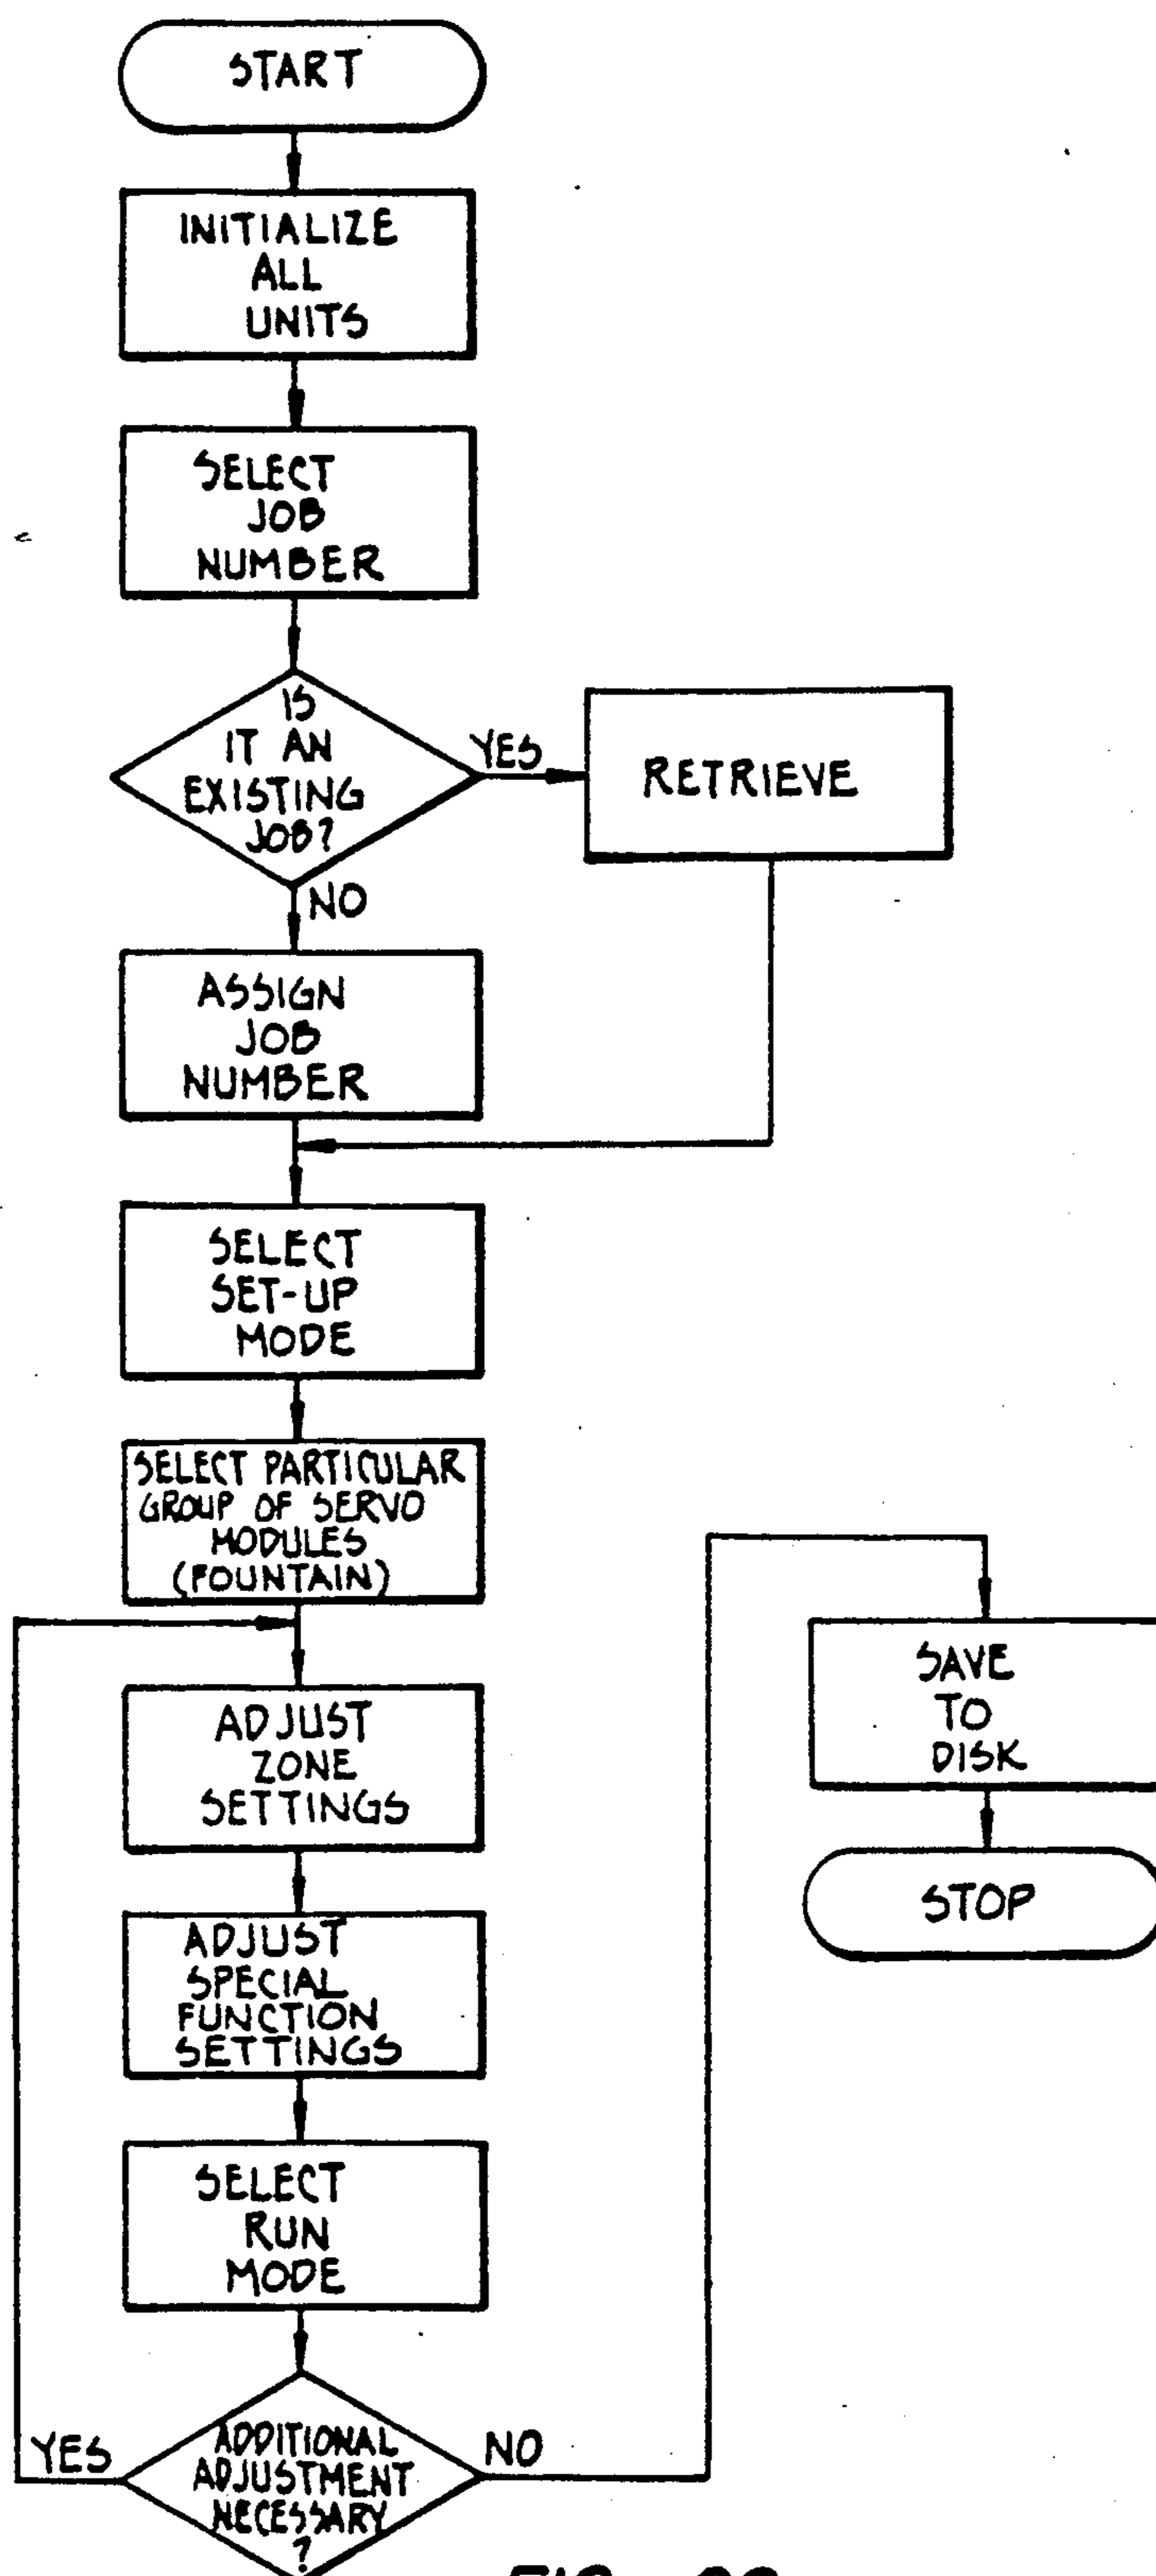 START
INITIALIZE
ALL
UNITS
SELECT
JOB
NUMBER
IS
IT AN
EXISTING
JOB?
YES
RETRIEVE
NO
ASSIGN
JOB
NUMBER
SELECT
SET-UP
MODE
SELECT PARTICULAR
GROUP OF SERVO
MODULES
(FOUNTAIN)
ADJUST
ZONE
SETTINGS
ADJUST
SPECIAL
FUNCTION
SETTINGS
SELECT
RUN
MODE
ADDITIONAL
ADJUSTMENT
NECESSARY
?
YES
NO
SAVE
TO
DISK
STOP